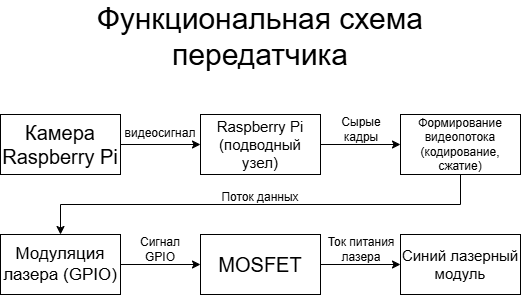 Функциональная схема
передатчика
Камера
Raspberry Pi
видеосигнал
Raspberry Pi
(подводный
узел)
Сырые
кадры
Формирование
видеопотока
(кодирование,
сжатие)
Поток данных
Модуляция
лазера (GPIO)
Сигнал
GPIO
MOSFET
Ток питания
лазера
Синий лазерный
модуль